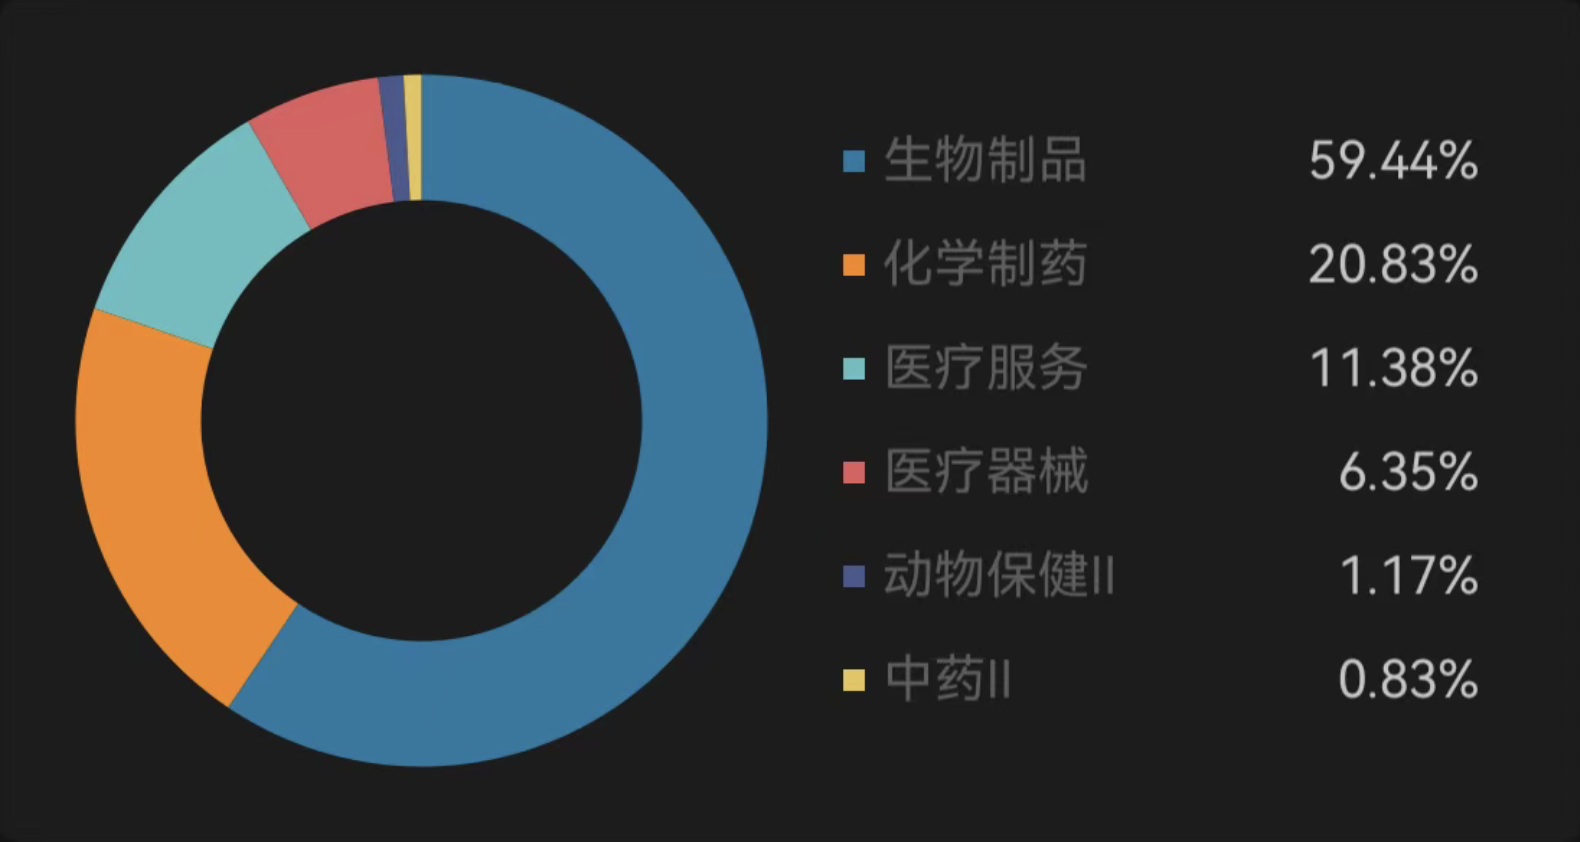 生物制品 59.44%
化学制药 20.83%
医疗服务 11.38%
医疗器械 6.35%
动物保健II 1.17%
中药II 0.83%